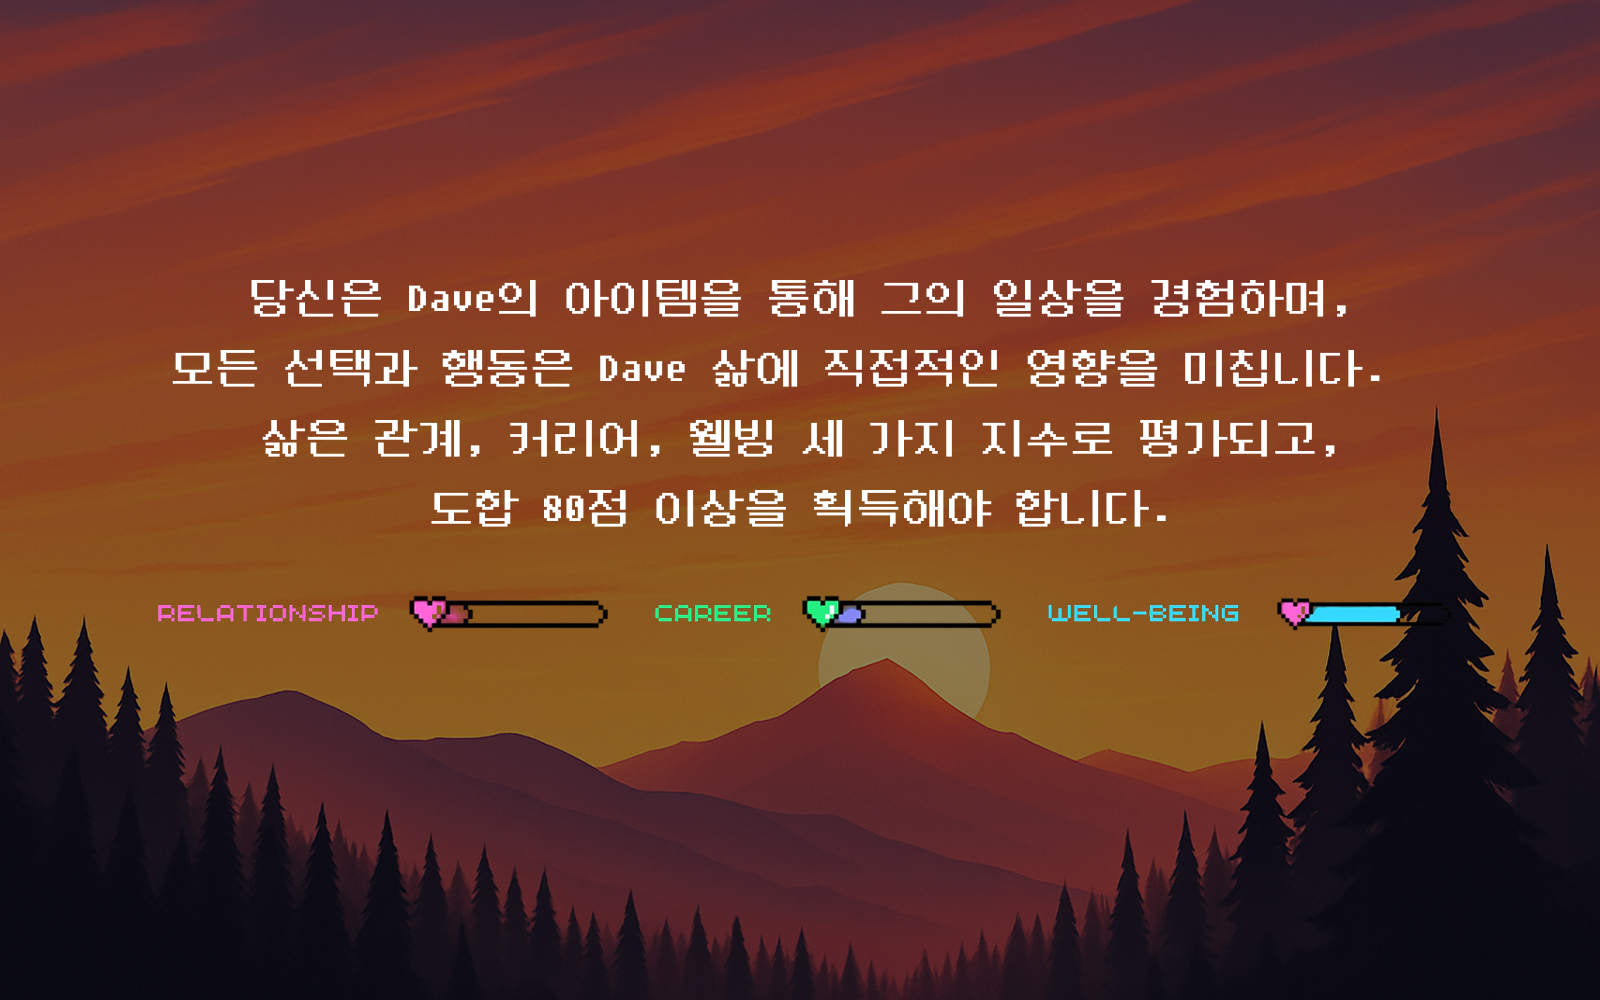 당신은 Dave의 아이템을 통해 그의 일상을 경험하며,
모든 선택과 행동은 Dave 삶에 직접적인 영향을 미칩니다.
삶은 관계, 커리어, 웰빙 세 가지 지수로 평가되고,
도합 80점 이상을 획득해야 합니다.
RELATIONSHIP CAREER WELL-BEING